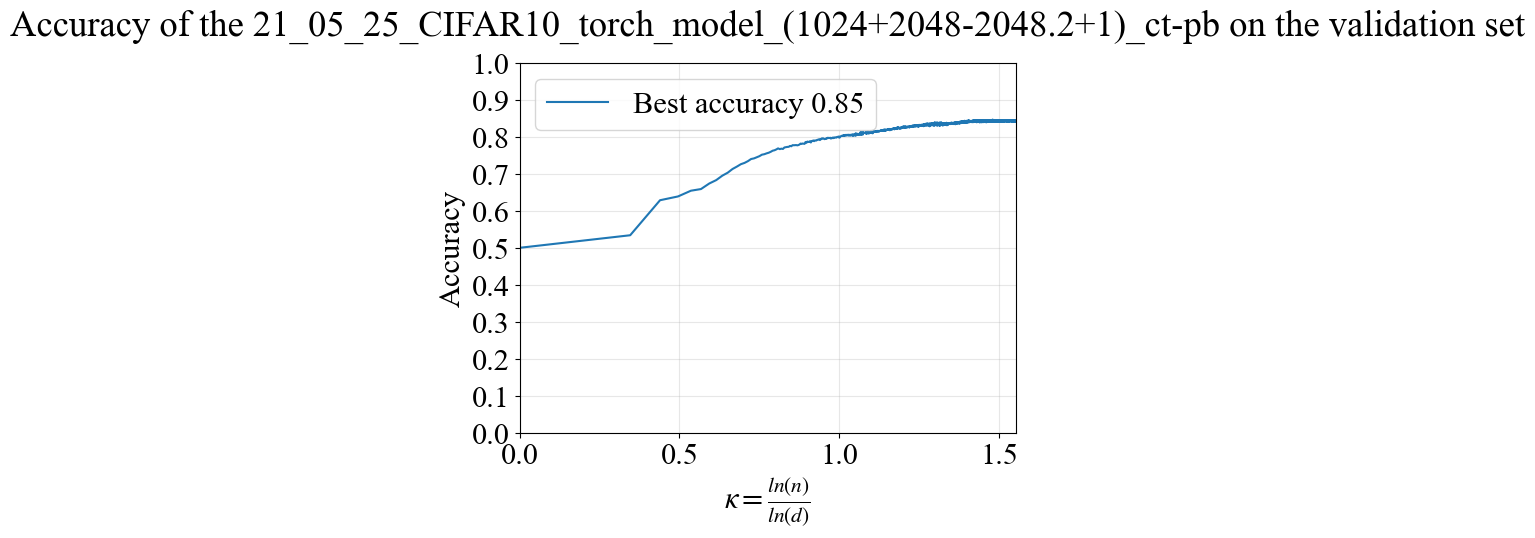 Accuracy of the 21_05_25_CIFAR10_torch_model_(1024+2048-2048.2+1)_ct-pb on the validation set
1.0
Best accuracy 0.85
0.9
0.8
0.7
0.6
0.5
0.4
0.3
0.2
0.1
0.0
Accuracy
0.0 0.5 1.0 1.5
κ = ln(n)/ln(d)